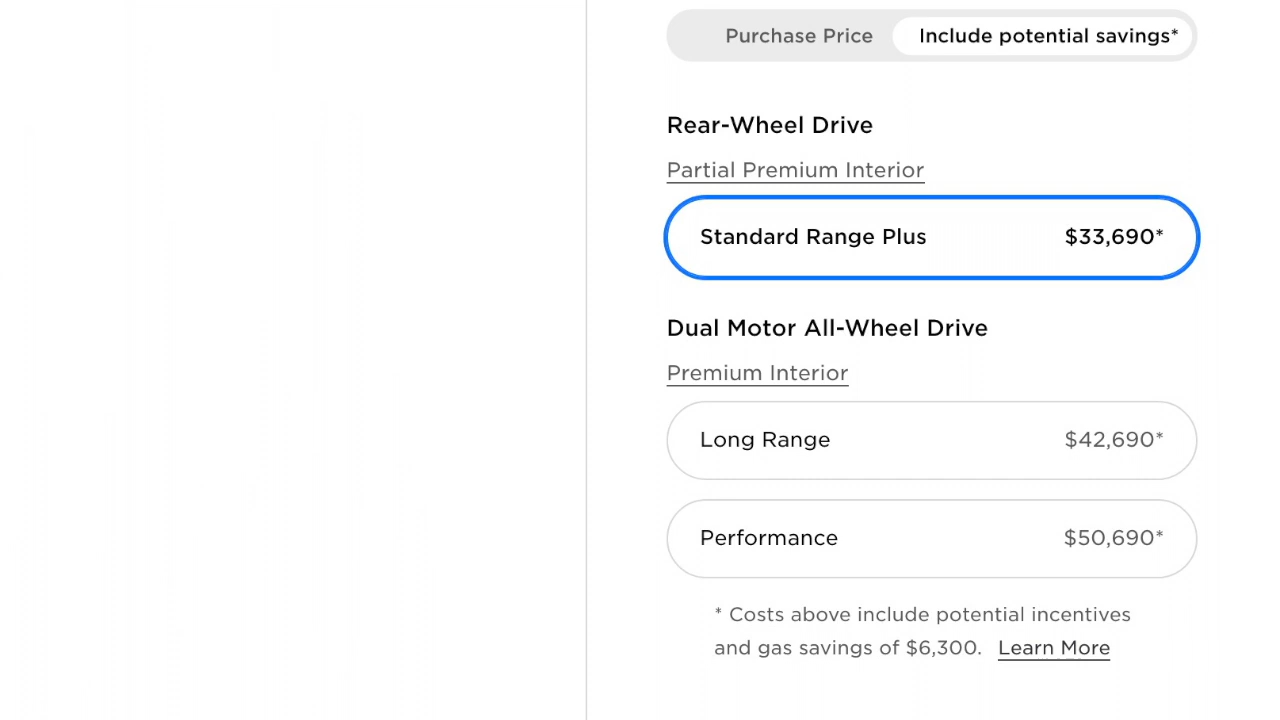 Purchase Price Include potential savings*
Rear-Wheel Drive
Partial Premium Interior
Standard Range Plus $33,690*
Dual Motor All-Wheel Drive
Premium Interior
Long Range $42,690*
Performance $50,690*
* Costs above include potential incentives
and gas savings of $6,300. Learn More